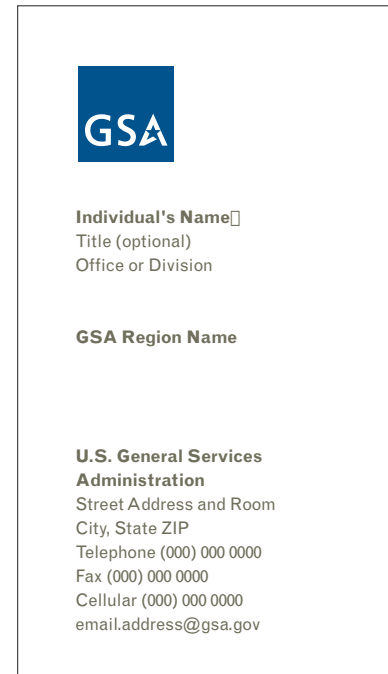 GSA
Individual's Name
Title (optional)
Office or Division
GSA Region Name
U.S. General Services
Administration
Street Address and Room
City, State ZIP
Telephone (000) 000 0000
Fax (000) 000 0000
Cellular (000) 000 0000
email.address@gsa.gov